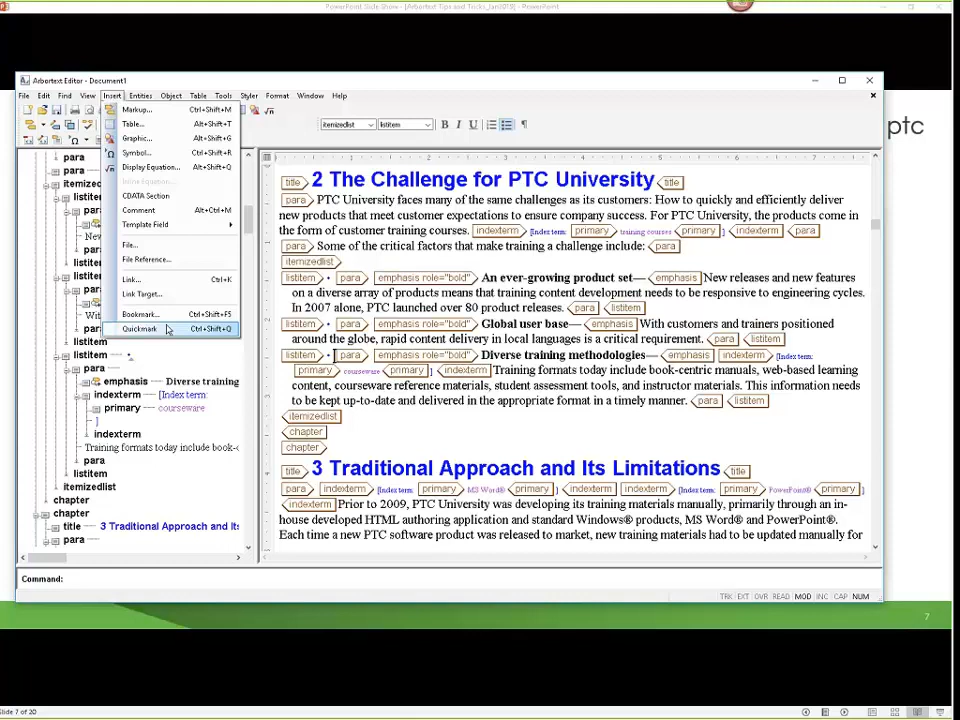 PowerPoint Slide Show - [Arbortext Tips and Tricks_Jan2019] - PowerPoint
Arbortext Editor - Document1
File Edit Find View Insert Entities Object Table Tools Styler Format Window Help
ptc
Markup... Ctrl+Shift+M
Table... Alt+Shift+T
Graphic... Alt+Shift+G
Symbol... Ctrl+Shift+R
Display Equation... Alt+Shift+Q
CDATA Section
Comment Alt+Ctrl+M
Template Field
File...
File Reference...
Link... Ctrl+K
Link Target...
Bookmark... Ctrl+Shift+F5
Quickmark Ctrl+Shift+Q
itemizedlist listitem B I U
para
para
itemizedlist
listitem
para
listitem
listitem
para
listitem
listitem
para
emphasis Diverse training
indexterm [Index term:
primary courseware
]
indexterm
Training formats today include book-c
para
listitem
itemizedlist
chapter
chapter
title 3 Traditional Approach and Its
para
1 2 3 4 5 6 7
title 2 The Challenge for PTC University title
para PTC University faces many of the same challenges as its customers: How to quickly and efficiently deliver
new products that meet customer expectations to ensure company success. For PTC University, the products come in
the form of customer training courses. indexterm [Index term: primary training courses primary ] indexterm para
para Some of the critical factors that make training a challenge include: para
itemizedlist
listitem • para emphasis role="bold" An ever-growing product set— emphasis New releases and new features
on a diverse array of products means that training content development needs to be responsive to engineering cycles.
In 2007 alone, PTC launched over 80 product releases. para listitem
listitem • para emphasis role="bold" Global user base— emphasis With customers and trainers positioned
around the globe, rapid content delivery in local languages is a critical requirement. para listitem
listitem • para emphasis role="bold" Diverse training methodologies— emphasis indexterm [Index term:
primary courseware primary ] indexterm Training formats today include book-centric manuals, web-based learning
content, courseware reference materials, student assessment tools, and instructor materials. This information needs
to be kept up-to-date and delivered in the appropriate format in a timely manner. para listitem
itemizedlist
chapter
chapter
title 3 Traditional Approach and Its Limitations title
para indexterm [Index term: primary MS Word® primary ] indexterm indexterm [Index term: primary PowerPoint® primary ]
indexterm Prior to 2009, PTC University was developing its training materials manually, primarily through an in-
house developed HTML authoring application and standard Windows® products, MS Word® and PowerPoint®.
Each time a new PTC software product was released to market, new training materials had to be updated manually for
Command:
TRK EXT OVR READ MOD INC CAP NUM
7
Slide 7 of 20